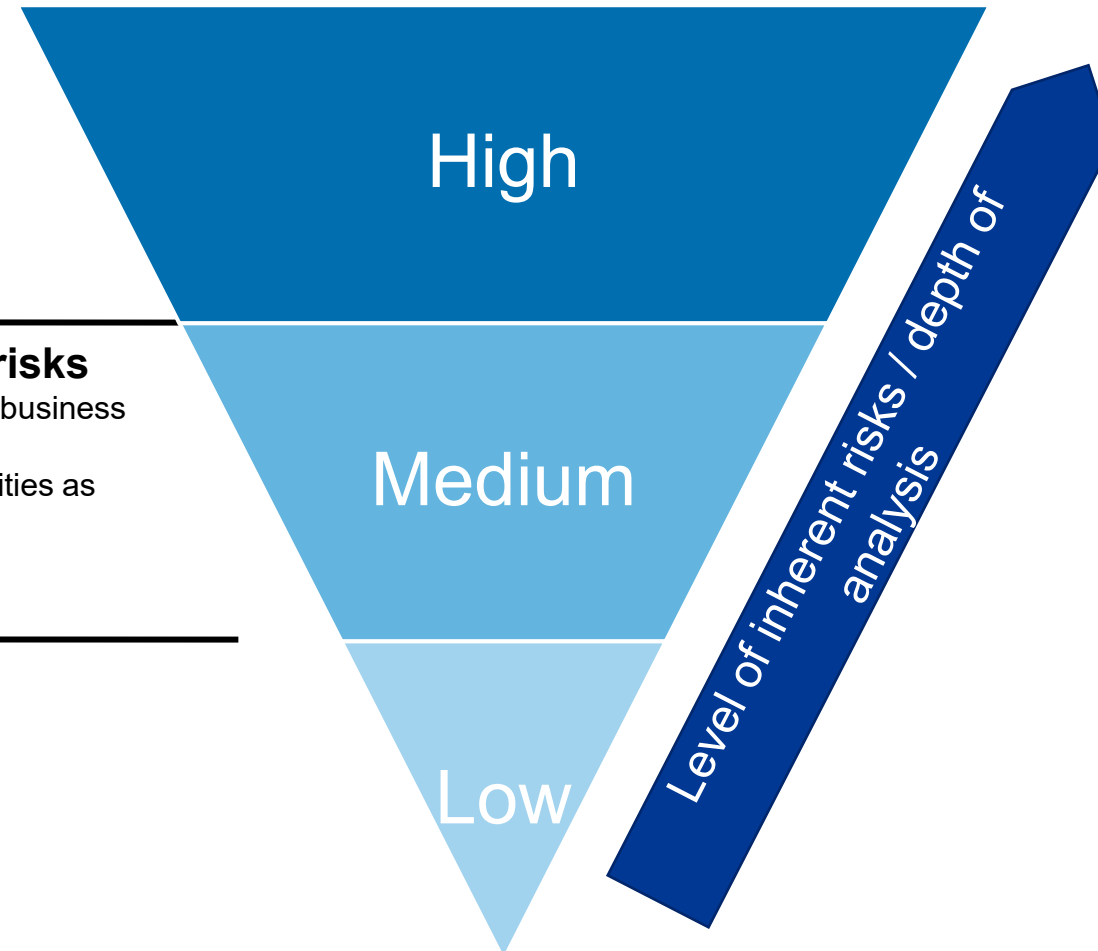 High
risks
business
ities as
Medium
Low
Level of inherent risks / depth of
analysis